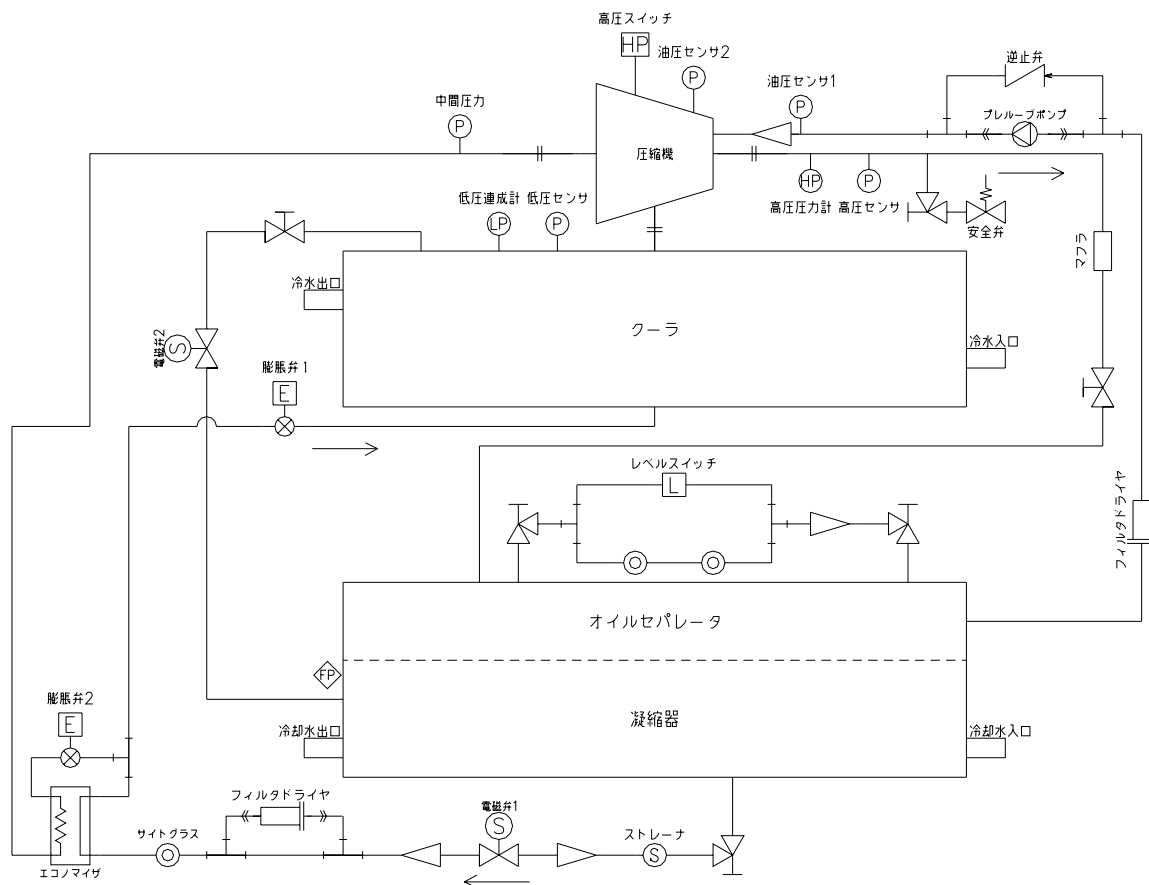 高圧スイッチ
HP
油圧センサ2
P
逆止弁
油圧センサ1
P
中間圧力
P
プレルーブポンプ
圧縮機
HP
P
高圧圧力計 高圧センサ
低圧連成計 低圧センサ
LP
P
安全弁
マフラ
冷水出口
クーラ
冷水入口
電磁弁2
S
膨脹弁1
E
レベルスイッチ
L
フィルタドライヤ
オイルセパレータ
FP
凝縮器
膨脹弁2
E
冷却水出口
冷却水入口
フィルタドライヤ
電磁弁1
S
サイトグラス
ストレーナ
S
エコノマイザ